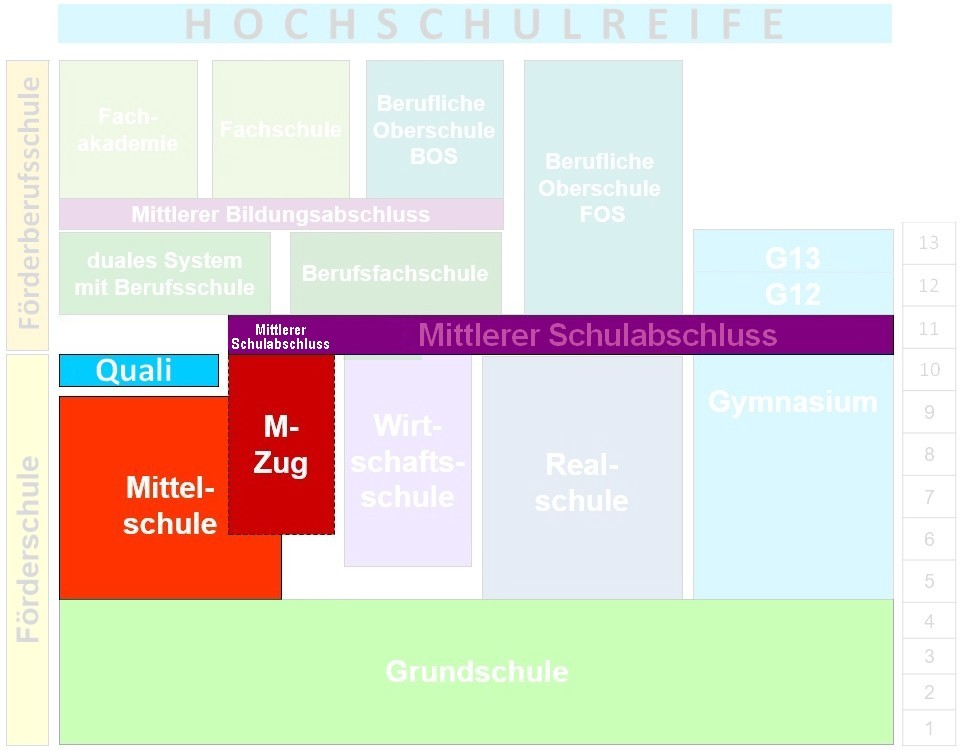 HOCHSCHULREIFE
Förderberufsschule
Fach-
akademie
Fachschule
Berufliche
Oberschule
BOS
Berufliche
Oberschule
FOS
Mittlerer Bildungsabschluss
duales System
mit Berufsschule
Berufsfachschule
G13
G12
13
12
11
10
9
8
7
6
5
4
3
2
1
Mittlerer
Schulabschluss
Mittlerer Schulabschluss
Förderschule
Quali
Mittel-
schule
M-
Zug
Wirt-
schafts-
schule
Real-
schule
Gymnasium
Grundschule